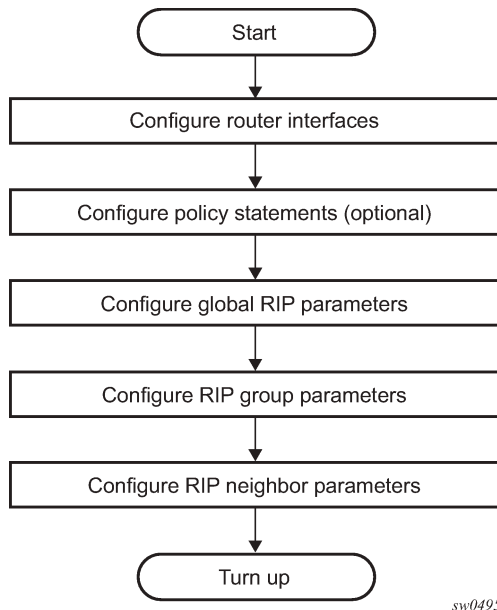 Start
Configure router interfaces
Configure policy statements (optional)
Configure global RIP parameters
Configure RIP group parameters
Configure RIP neighbor parameters
Turn up